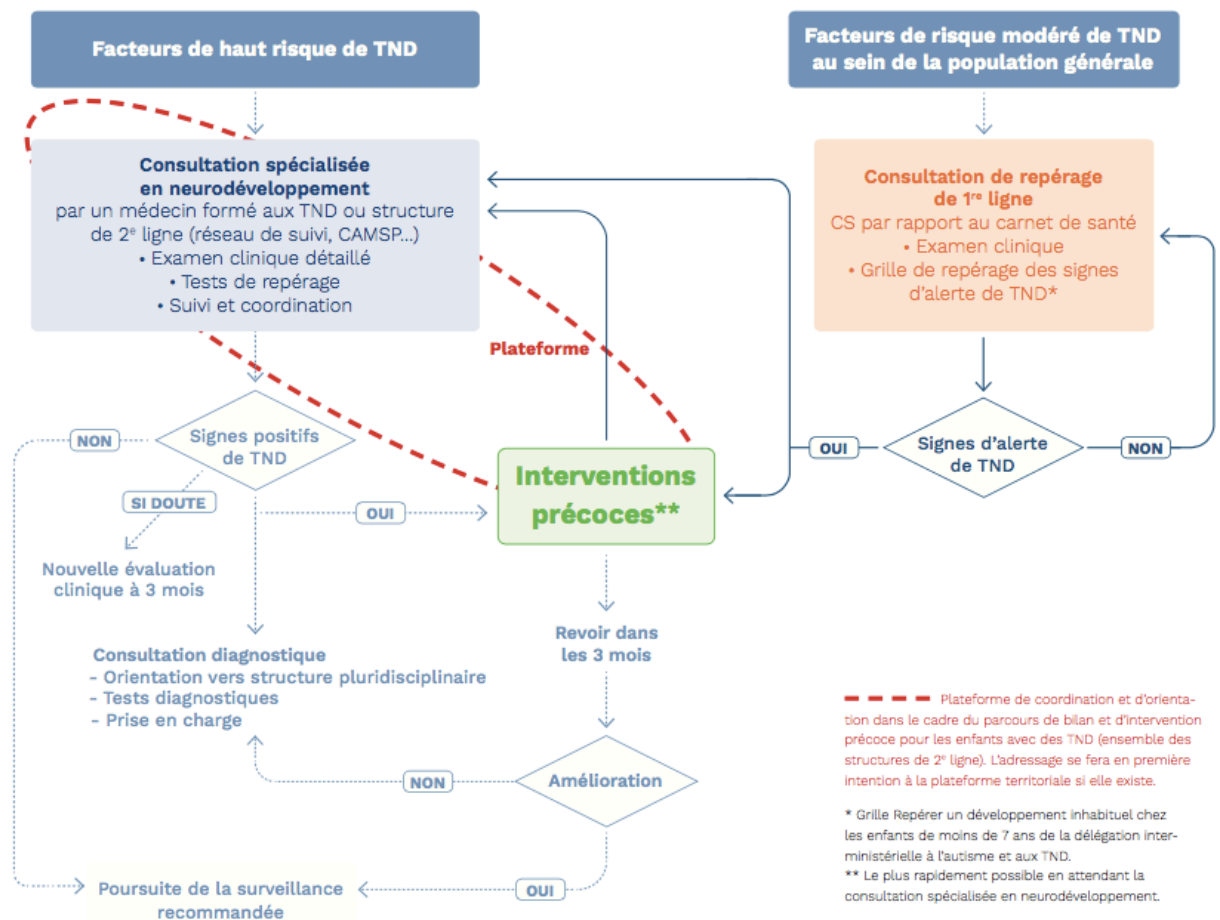 Facteurs de haut risque de TND
Facteurs de risque modéré de TND
au sein de la population générale
Consultation spécialisée
en neurodéveloppement
par un médecin formé aux TND ou structure
de 2e ligne (réseau de suivi, CAMSP...)
• Examen clinique détaillé
• Tests de repérage
• Suivi et coordination
Consultation de repérage
de 1re ligne
CS par rapport au carnet de santé
• Examen clinique
• Grille de repérage des signes
d'alerte de TND*
Plateforme
Signes positifs
de TND
NON
SI DOUTE
OUI
Interventions
précoces**
OUI
Signes d'alerte
de TND
NON
Nouvelle évaluation
clinique à 3 mois
Revoir dans
les 3 mois
Consultation diagnostique
- Orientation vers structure pluridisciplinaire
- Tests diagnostiques
- Prise en charge
NON
Amélioration
OUI
Poursuite de la surveillance
recommandée
Plateforme de coordination et d'orienta-
tion dans le cadre du parcours de bilan et d'intervention
précoce pour les enfants avec des TND (ensemble des
structures de 2e ligne). L'adressage se fera en première
intention à la plateforme territoriale si elle existe.
* Grille Repérer un développement inhabituel chez
les enfants de moins de 7 ans de la délégation inter-
ministérielle à l'autisme et aux TND.
** Le plus rapidement possible en attendant la
consultation spécialisée en neurodéveloppement.